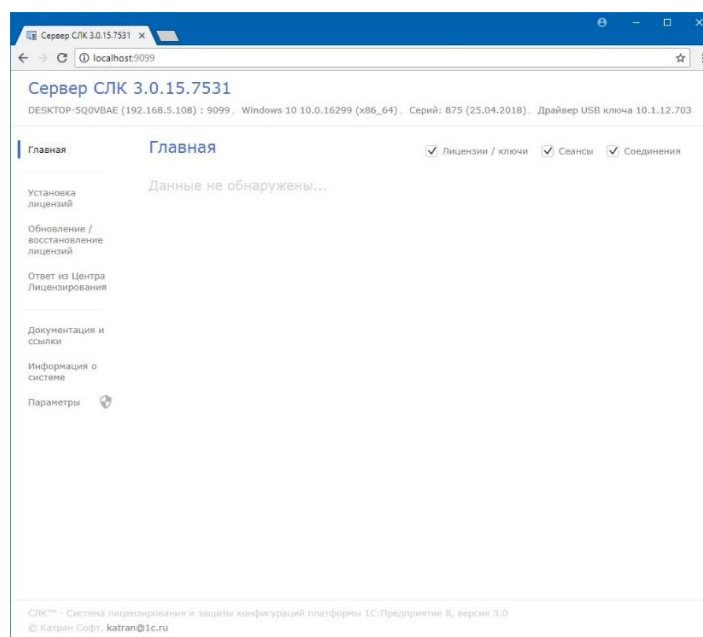 Сервер СЛК 3.0.15.7531
localhost:9099
Сервер СЛК 3.0.15.7531
DESKTOP-5Q0VBAE (192.168.5.108) : 9099, Windows 10 10.0.16299 (x86_64), Серий: 875 (25.04.2018), Драйвер USB ключа 10.1.12.703
Главная
Главная
Лицензии / ключи
Сеансы
Соединения
Данные не обнаружены...
Установка
лицензий
Обновление /
восстановление
лицензий
Ответ из Центра
Лицензирования
Документация и
ссылки
Информация о
системе
Параметры
СЛК™ - Система лицензирования и защиты конфигураций платформы 1С:Предприятие 8, версия 3.0
© Катран Софт, katran@1c.ru